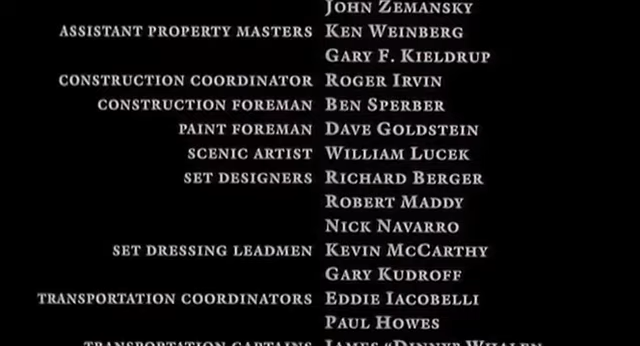 JOHN ZEMANSKY
ASSISTANT PROPERTY MASTERS KEN WEINBERG
GARY F. KIELDRUP
CONSTRUCTION COORDINATOR ROGER IRVIN
CONSTRUCTION FOREMAN BEN SPERBER
PAINT FOREMAN DAVE GOLDSTEIN
SCENIC ARTIST WILLIAM LUCEK
SET DESIGNERS RICHARD BERGER
ROBERT MADDY
NICK NAVARRO
SET DRESSING LEADMEN KEVIN MCCARTHY
GARY KUDROFF
TRANSPORTATION COORDINATORS EDDIE IACOBELLI
PAUL HOWES
TRANSPORTATION CAPTAINS JAMES "DINNY" WHALEN